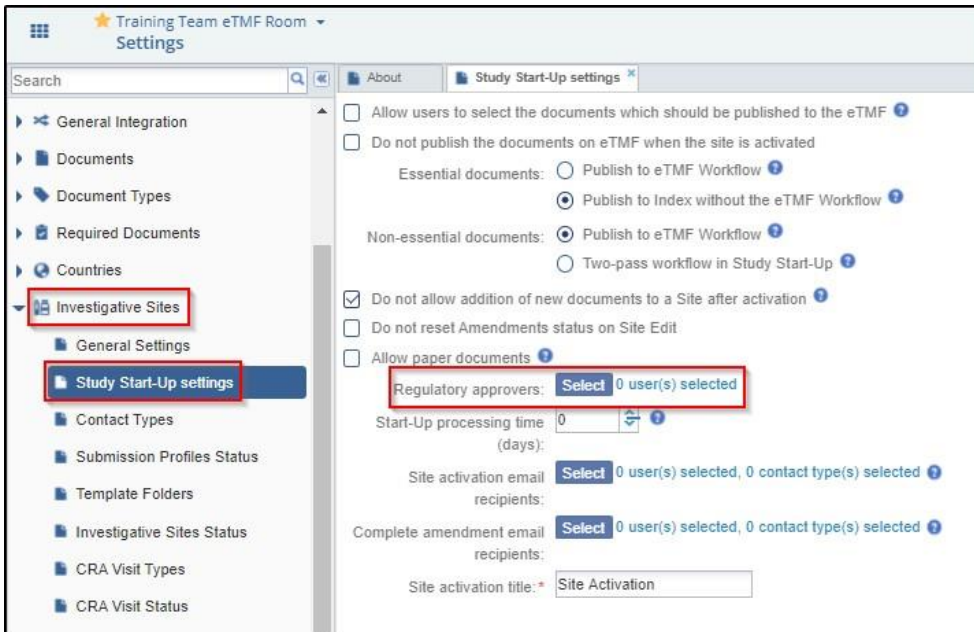 Training Team eTMF Room
Settings
Search
General Integration
Documents
Document Types
Required Documents
Countries
Investigative Sites
General Settings
Study Start-Up settings
Contact Types
Submission Profiles Status
Template Folders
Investigative Sites Status
CRA Visit Types
CRA Visit Status
About
Study Start-Up settings
Allow users to select the documents which should be published to the eTMF
Do not publish the documents on eTMF when the site is activated
Essential documents: Publish to eTMF Workflow
Publish to Index without the eTMF Workflow
Non-essential documents: Publish to eTMF Workflow
Two-pass workflow in Study Start-Up
Do not allow addition of new documents to a Site after activation
Do not reset Amendments status on Site Edit
Allow paper documents
Regulatory approvers: Select 0 user(s) selected
Start-Up processing time 0
(days):
Site activation email Select 0 user(s) selected, 0 contact type(s) selected
recipients:
Complete amendment email Select 0 user(s) selected, 0 contact type(s) selected
recipients:
Site activation title:* Site Activation